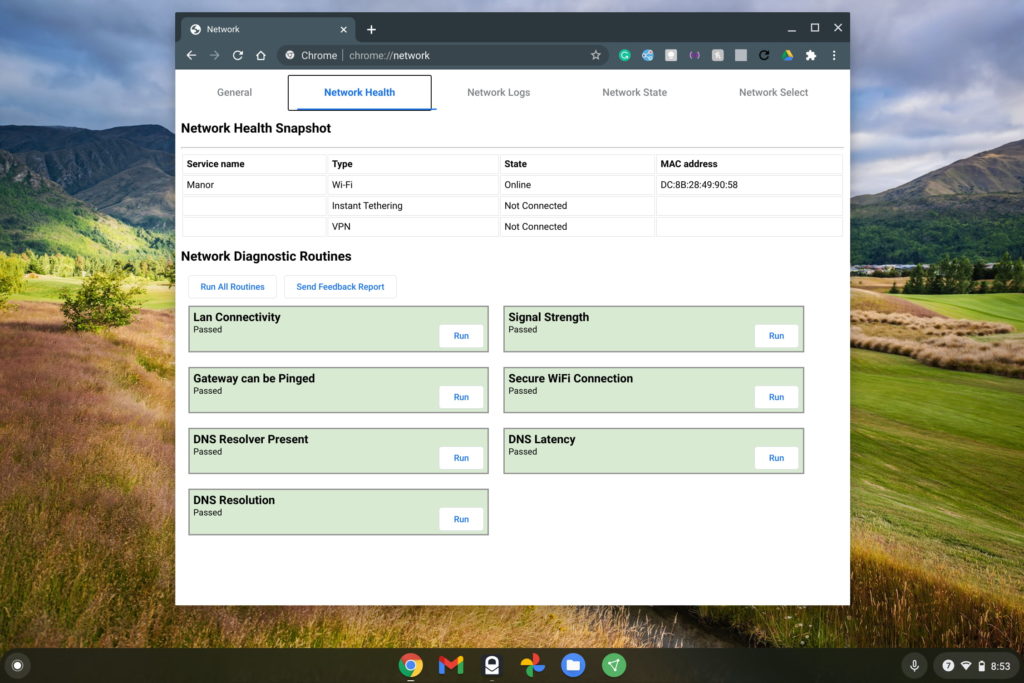 Network
Chrome | chrome://network
General Network Health Network Logs Network State Network Select
Network Health Snapshot
Service name Type State MAC address
Manor Wi-Fi Online DC:8B:28:49:90:58
Instant Tethering Not Connected
VPN Not Connected
Network Diagnostic Routines
Run All Routines Send Feedback Report
Lan Connectivity
Passed
Run
Signal Strength
Passed
Run
Gateway can be Pinged
Passed
Run
Secure WiFi Connection
Passed
Run
DNS Resolver Present
Passed
Run
DNS Latency
Passed
Run
DNS Resolution
Passed
Run
7 8:53